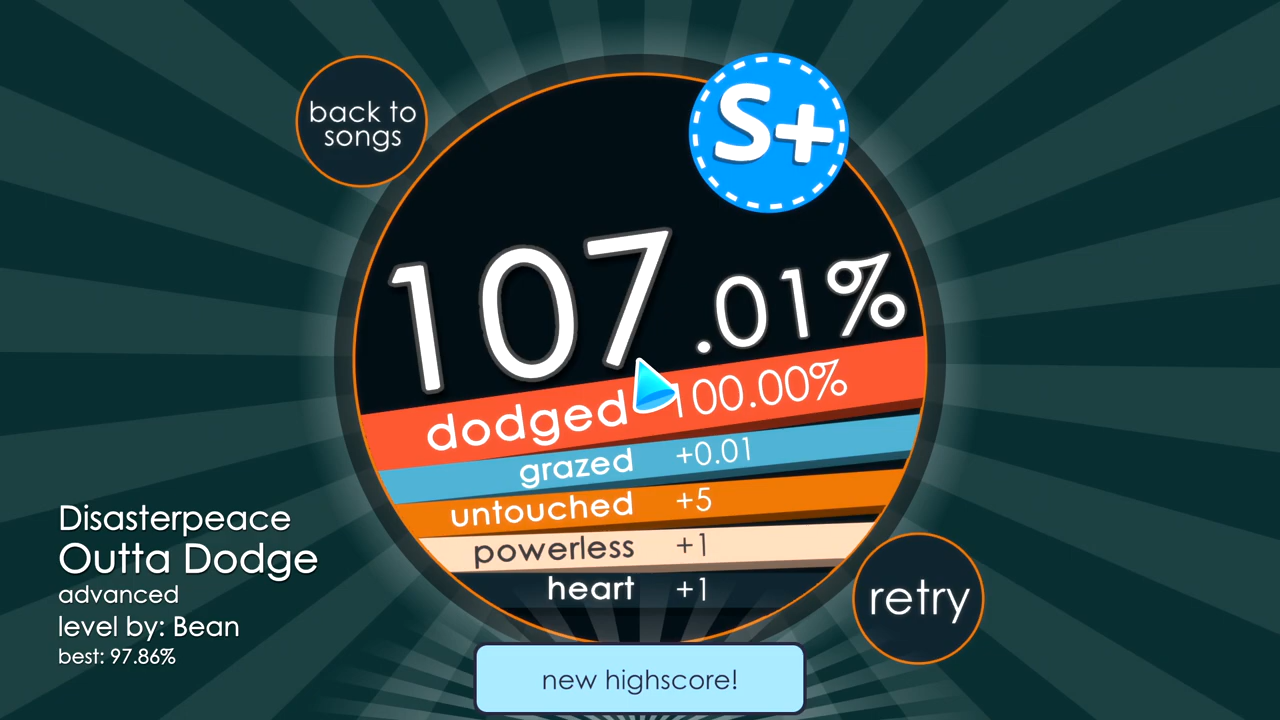 back to
songs
S+
107.01%
dodged 100.00%
grazed +0.01
untouched +5
powerless +1
heart +1
Disasterpeace
Outta Dodge
advanced
level by: Bean
best: 97.86%
retry
new highscore!